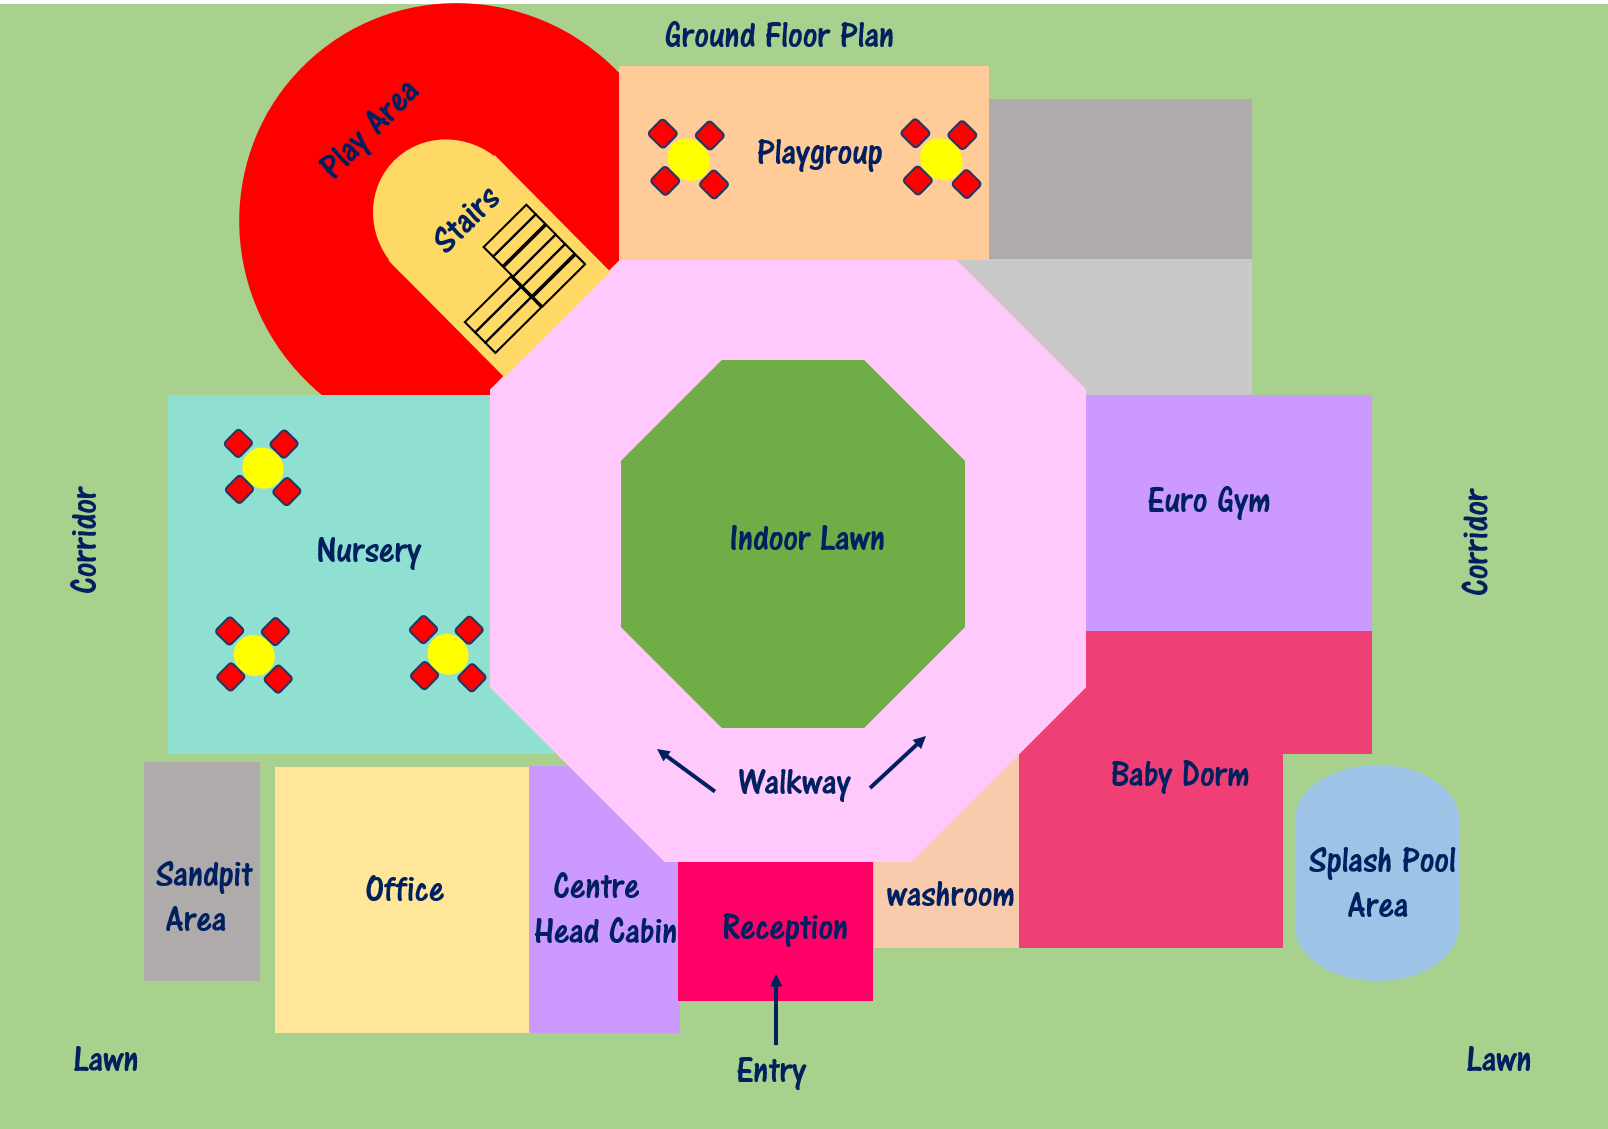 Ground Floor Plan
Play Area
Playgroup
Stairs
Corridor
Nursery
Indoor Lawn
Euro Gym
Corridor
Walkway
Baby Dorm
Sandpit
Area
Office
Centre
Head Cabin
Reception
washroom
Splash Pool
Area
Lawn
Entry
Lawn